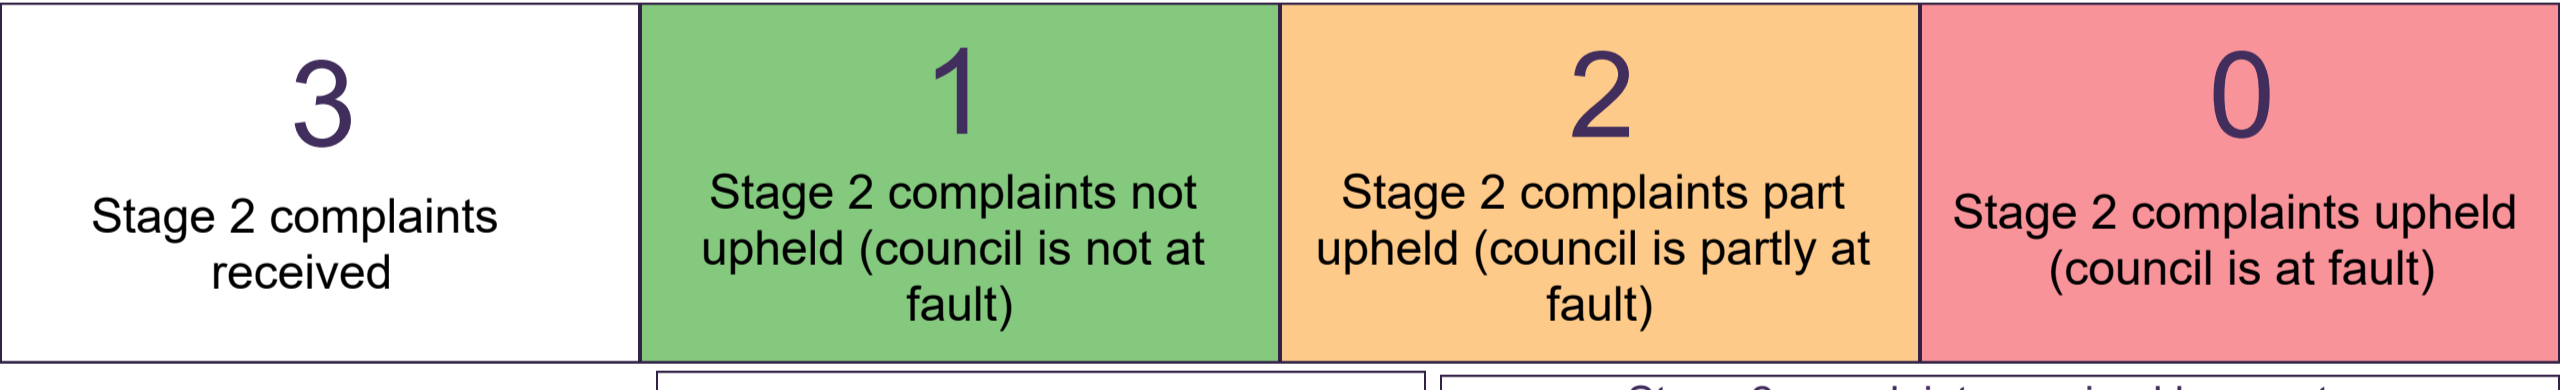 3
Stage 2 complaints
received
1
Stage 2 complaints not
upheld (council is not at
fault)
2
Stage 2 complaints part
upheld (council is partly at
fault)
0
Stage 2 complaints upheld
(council is at fault)